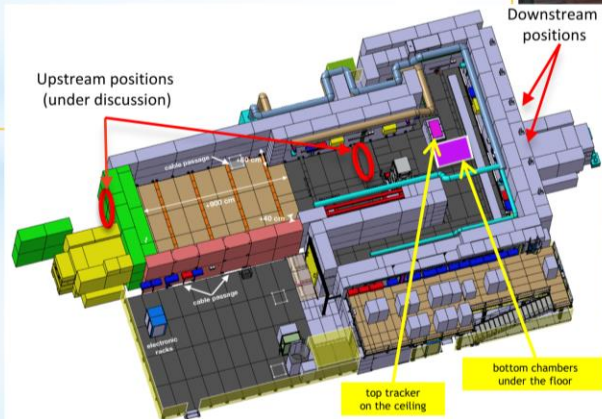 Downstream
positions
Upstream positions
(under discussion)
cable passage
+80 cm
+900 cm
+40 cm
cable passage
electronic
racks
top tracker
on the ceiling
bottom chambers
under the floor